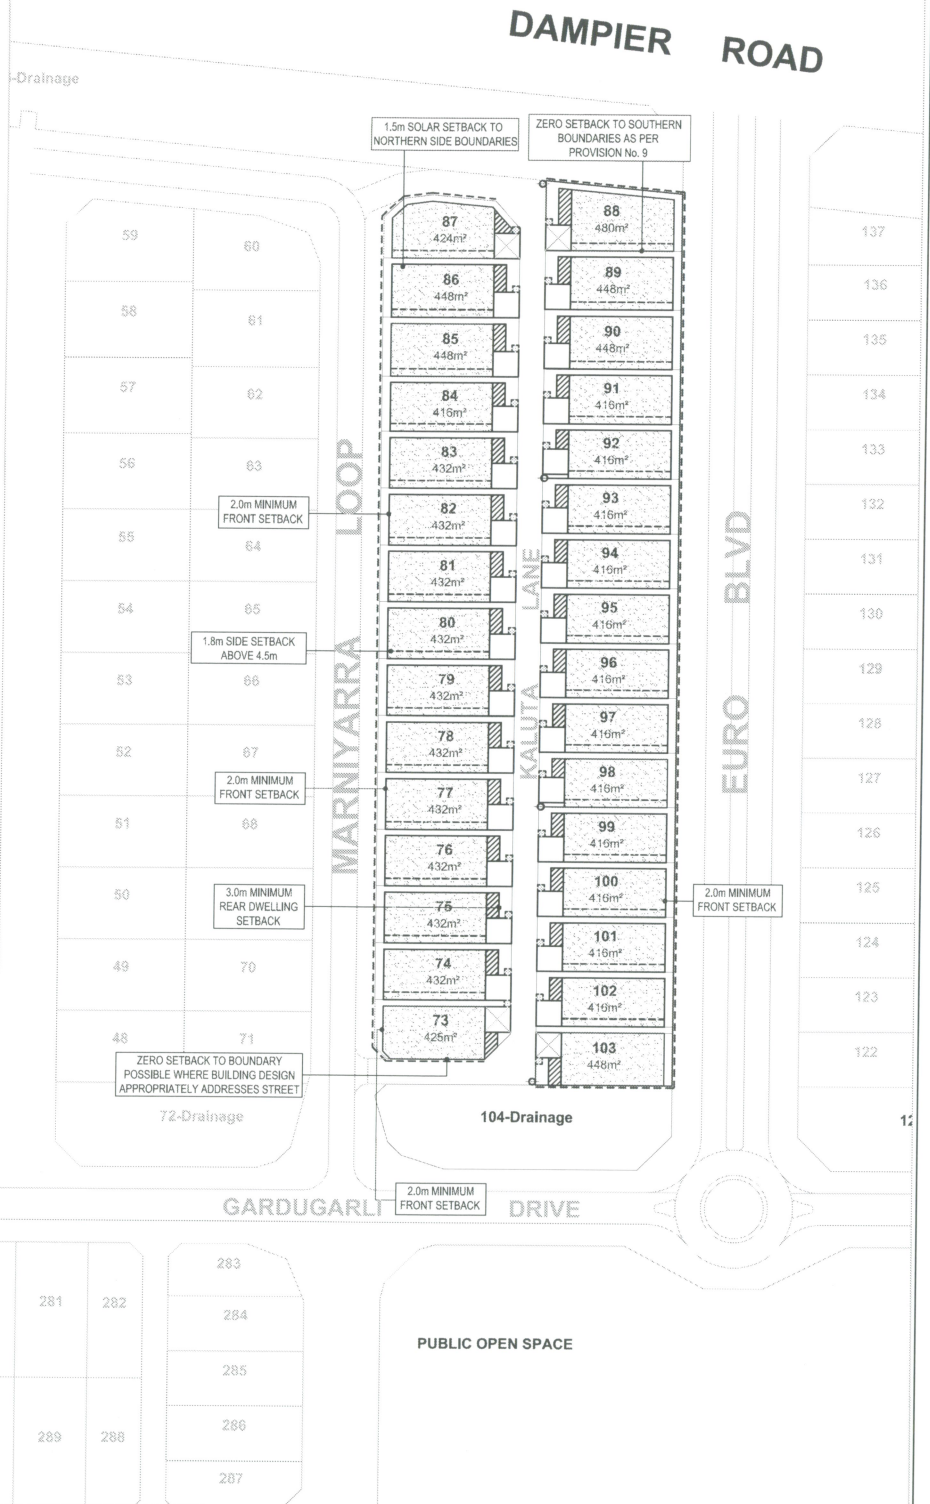 DAMPIER ROAD
-Drainage
1.5m SOLAR SETBACK TO
NORTHERN SIDE BOUNDARIES
ZERO SETBACK TO SOUTHERN
BOUNDARIES AS PER
PROVISION No. 9
59
60
58
61
57
62
56
63
55
64
54
65
53
66
52
67
51
68
50
49
70
48
71
72-Drainage
2.0m MINIMUM
FRONT SETBACK
1.8m SIDE SETBACK
ABOVE 4.5m
2.0m MINIMUM
FRONT SETBACK
3.0m MINIMUM
REAR DWELLING
SETBACK
ZERO SETBACK TO BOUNDARY
POSSIBLE WHERE BUILDING DESIGN
APPROPRIATELY ADDRESSES STREET
MARNIYARRA LOOP
87
424m²
86
448m²
85
448m²
84
416m²
83
432m²
82
432m²
81
432m²
80
432m²
79
432m²
78
432m²
77
432m²
76
432m²
75
432m²
74
432m²
73
425m²
KALUTA LANE
88
480m²
89
448m²
90
448m²
91
416m²
92
416m²
93
416m²
94
416m²
95
416m²
96
416m²
97
416m²
98
416m²
99
416m²
100
416m²
101
416m²
102
416m²
103
448m²
104-Drainage
2.0m MINIMUM
FRONT SETBACK
EURO BLVD
137
136
135
134
133
132
131
130
129
128
127
126
125
124
123
122
2.0m MINIMUM
FRONT SETBACK
GARDUGARLI DRIVE
283
281
282
284
285
286
289
288
287
PUBLIC OPEN SPACE